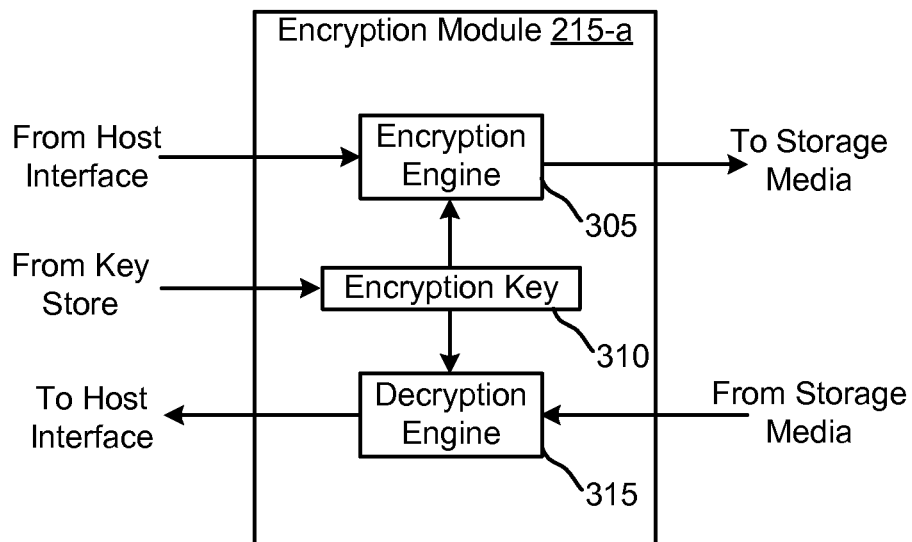 Encryption Module 215-a
From Host
Interface
Encryption
Engine
To Storage
Media
305
From Key
Store
Encryption Key
310
To Host
Interface
Decryption
Engine
From Storage
Media
315